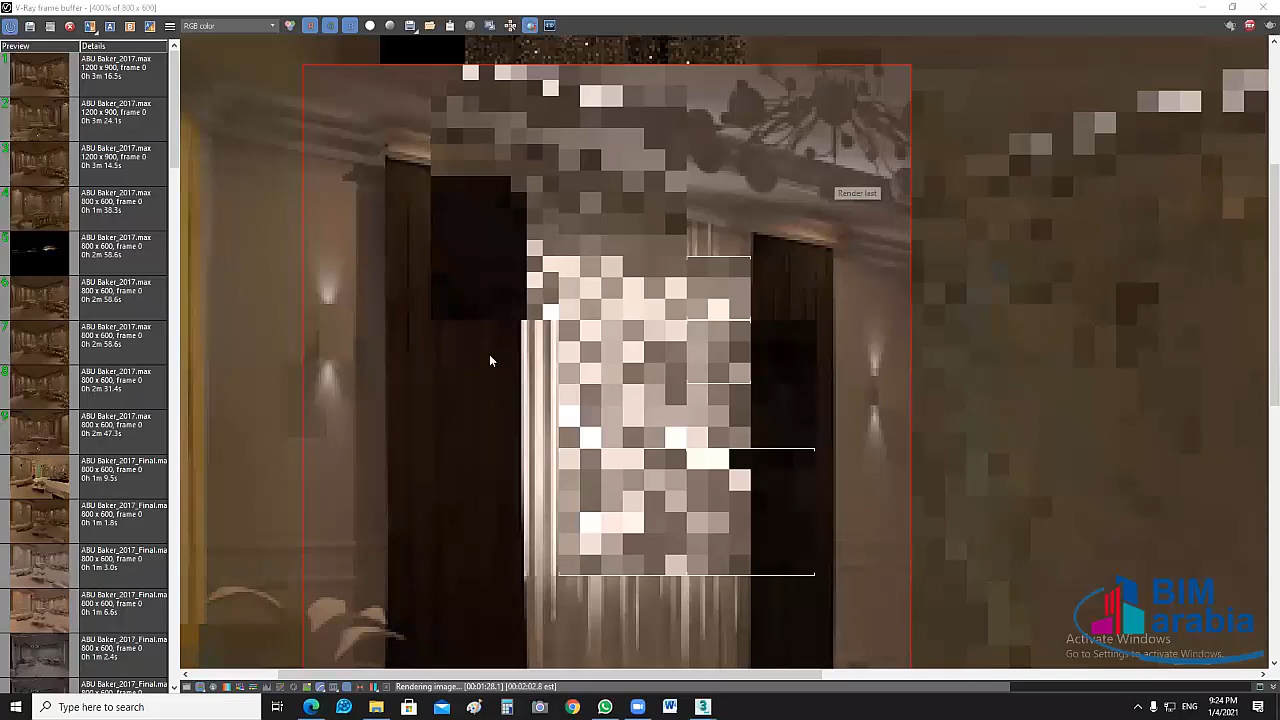 V-Ray frame buffer - [400% of 800 x 600]
RGB color
Preview
Details
1
ABU Baker_2017.max
1200 x 900, frame 0
0h 3m 16.5s
2
ABU Baker_2017.max
1200 x 900, frame 0
0h 3m 24.1s
3
ABU Baker_2017.max
1200 x 900, frame 0
0h 3m 14.5s
4
ABU Baker_2017.max
800 x 600, frame 0
0h 1m 38.3s
5
ABU Baker_2017.max
800 x 600, frame 0
0h 2m 58.6s
6
ABU Baker_2017.max
800 x 600, frame 0
0h 2m 58.6s
7
ABU Baker_2017.max
800 x 600, frame 0
0h 2m 58.6s
8
ABU Baker_2017.max
800 x 600, frame 0
0h 2m 31.4s
9
ABU Baker_2017.max
800 x 600, frame 0
0h 2m 47.3s
ABU Baker_2017_Final.ma
800 x 600, frame 0
0h 1m 9.5s
ABU Baker_2017_Final.ma
800 x 600, frame 0
0h 1m 1.8s
ABU Baker_2017_Final.ma
800 x 600, frame 0
0h 1m 3.0s
ABU Baker_2017_Final.ma
800 x 600, frame 0
0h 1m 6.6s
ABU Baker_2017_Final.ma
800 x 600, frame 0
0h 1m 2.4s
ABU Baker_2017_Final.ma
Render last
BIM
arabia
Activate Windows
Go to Settings to activate Windows.
Rendering image... [00:01:28.1] [00:02:02.8 est]
Type here to search
ENG
9:24 PM
1/4/2021